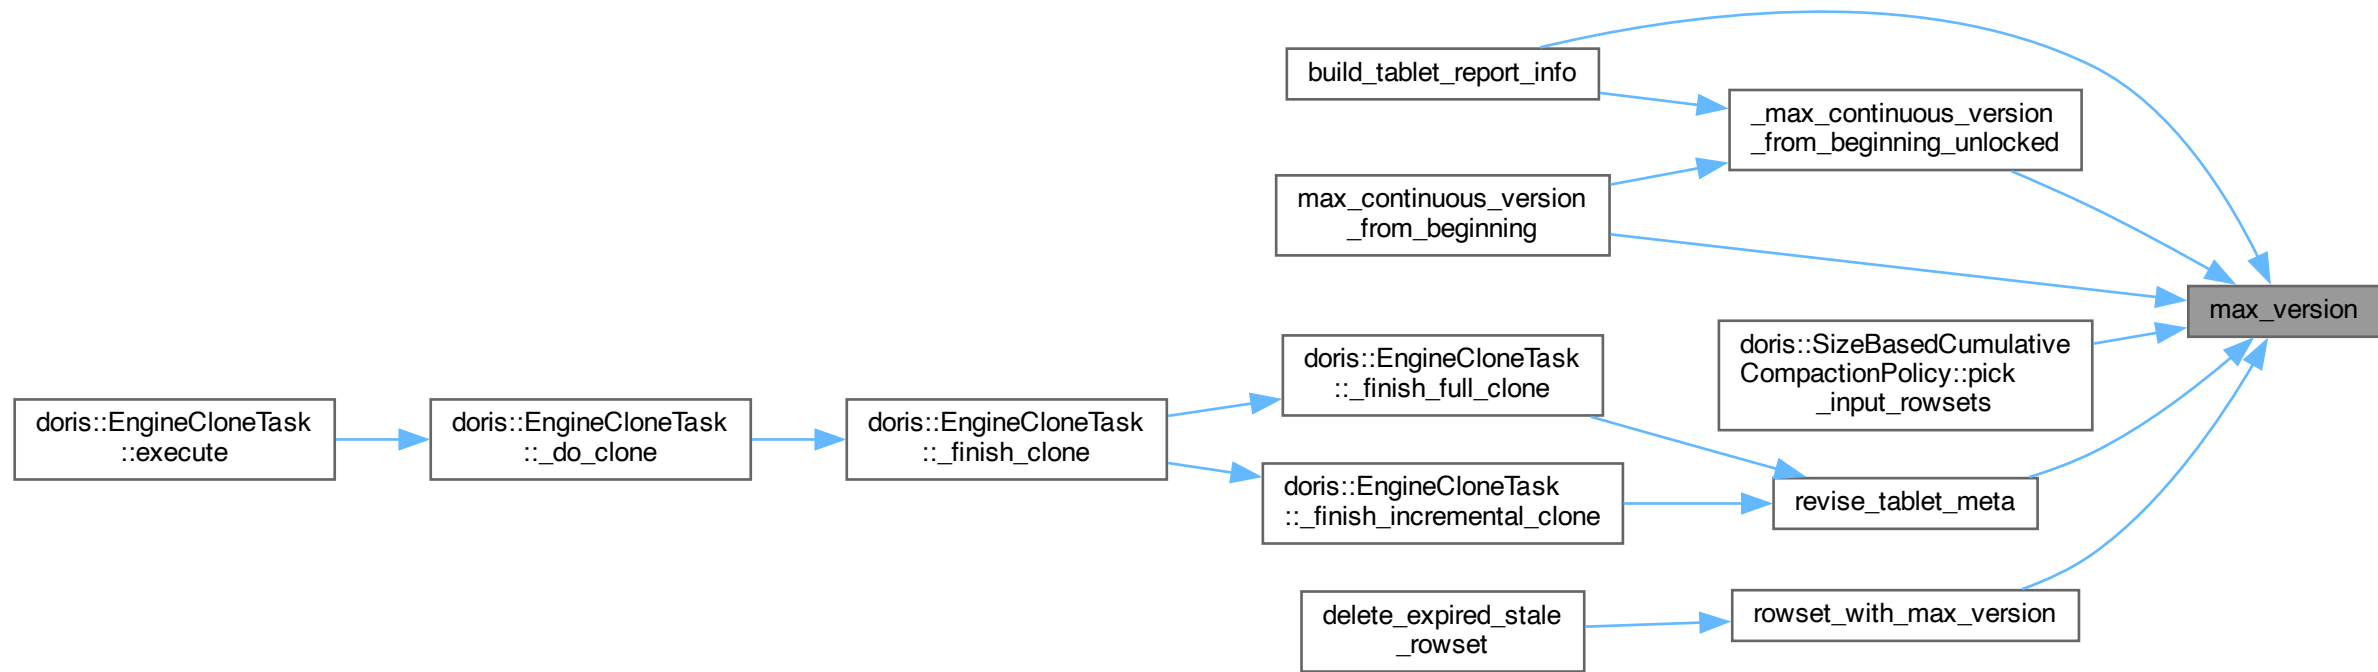 build_tablet_report_info
_max_continuous_version
_from_beginning_unlocked
max_continuous_version
_from_beginning
max_version
doris::SizeBasedCumulative
CompactionPolicy::pick
_input_rowsets
doris::EngineCloneTask
::_finish_full_clone
doris::EngineCloneTask
::execute
doris::EngineCloneTask
::_do_clone
doris::EngineCloneTask
::_finish_clone
doris::EngineCloneTask
::_finish_incremental_clone
revise_tablet_meta
delete_expired_stale
_rowset
rowset_with_max_version